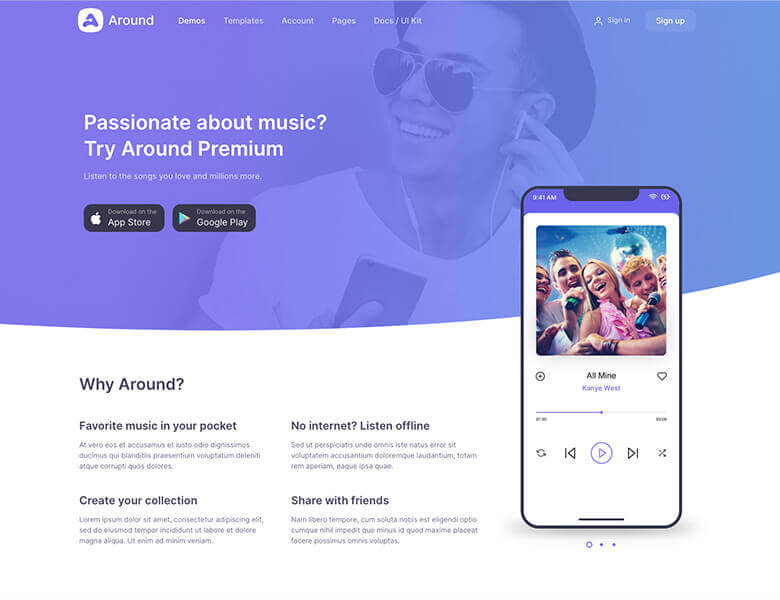 Around
Demos
Templates
Account
Pages
Docs / UI Kit
Sign in
Sign up
Passionate about music?
Try Around Premium
Listen to the songs you love and millions more.
Download on the
App Store
Download on the
Google Play
9:41 AM
All Mine
Kanye West
Why Around?
Favorite music in your pocket
At vero eos et accusamus et iusto odio dignissimos
ducimus qui blanditiis praesentium voluptatum deleniti
atque corrupti quos dolores.
No internet? Listen offline
Sed ut perspiciatis unde omnis iste natus error sit
voluptatem accusantium doloremque laudantium, totam
rem aperiam, eaque ipsa quae.
Create your collection
Lorem ipsum dolor sit amet, consectetur adipiscing elit,
sed do eiusmod tempor incididunt ut labore et dolore
magna aliqua. Ut enim ad minim veniam.
Share with friends
Nam libero tempore, cum soluta nobis est eligendi optio
cumque nihil impedit quo minus id quod maxime placeat
facere possimus omnis voluptas.